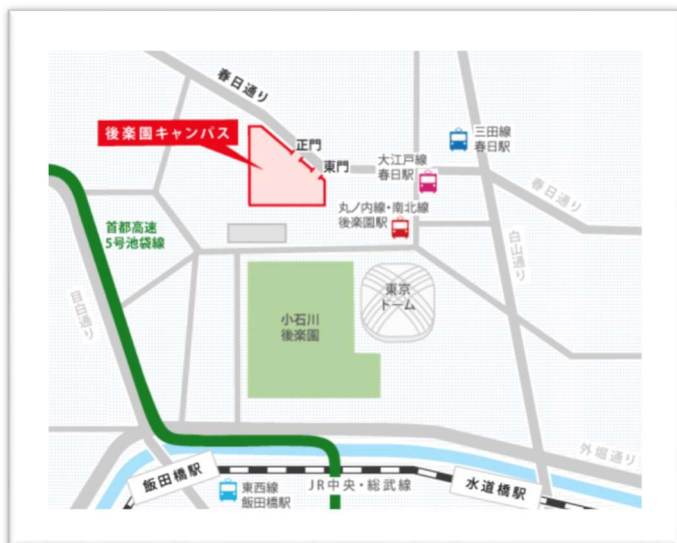 春日通り
後楽園キャンパス
正門
東門
三田線
春日駅
大江戸線
春日駅
丸ノ内線・南北線
後楽園駅
春日通り
白山通り
首都高速
5号池袋線
目白通り
東京
ドーム
小石川
後楽園
外堀通り
飯田橋駅
東西線
飯田橋駅
JR中央・総武線
水道橋駅